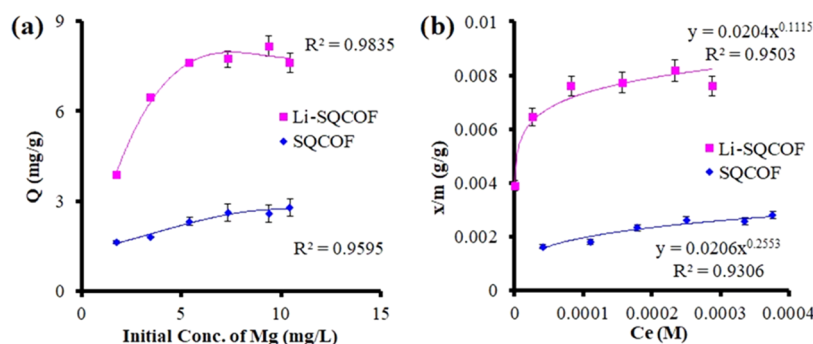 (a)
9
6
3
0
Q (mg/g)
R² = 0.9835
Li-SQCOF
SQCOF
R² = 0.9595
0 5 10 15
Initial Conc. of Mg (mg/L)
(b)
0.01
0.008
0.006
0.004
0.002
0
x/m (g/g)
y = 0.0204x^0.1115
R² = 0.9503
Li-SQCOF
SQCOF
y = 0.0206x^0.2553
R² = 0.9306
0 0.0001 0.0002 0.0003 0.0004
Ce (M)